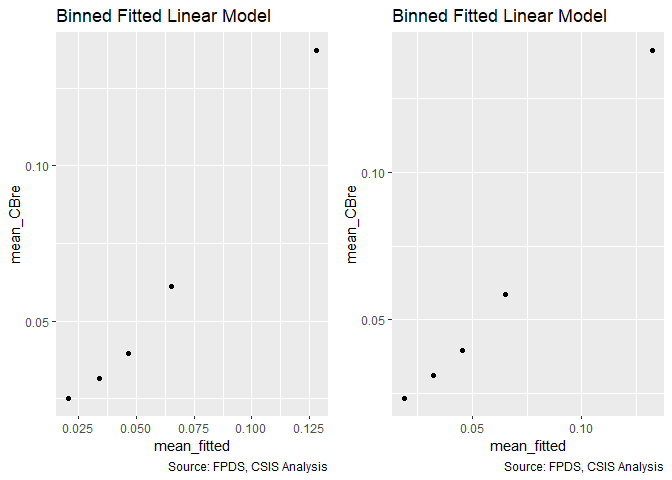 Binned Fitted Linear Model
mean_CBre
0.10
0.05
0.025 0.050 0.075 0.100 0.125
mean_fitted
Source: FPDS, CSIS Analysis
Binned Fitted Linear Model
mean_CBre
0.10
0.05
0.05 0.10
mean_fitted
Source: FPDS, CSIS Analysis